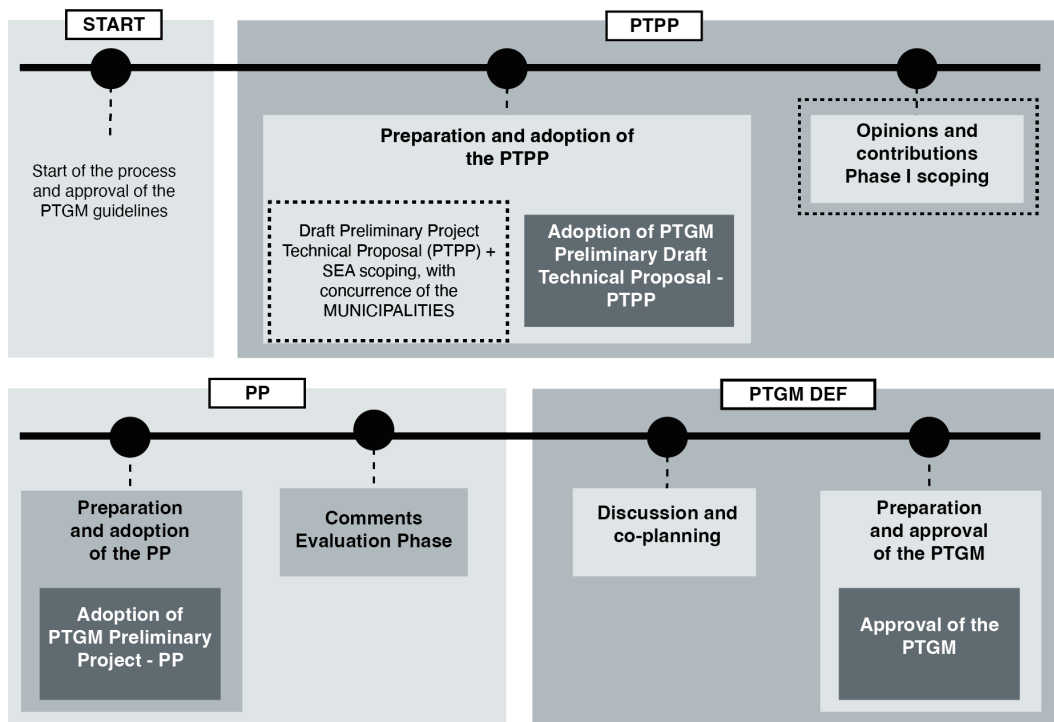 START
Start of the process
and approval of the
PTGM guidelines
PTPP
Preparation and adoption of
the PTPP
Draft Preliminary Project
Technical Proposal (PTPP) +
SEA scoping, with
concurrence of the
MUNICIPALITIES
Adoption of PTGM
Preliminary Draft
Technical Proposal -
PTPP
Opinions and
contributions
Phase I scoping
PP
Preparation
and adoption
of the PP
Adoption of
PTGM Preliminary
Project - PP
Comments
Evaluation Phase
PTGM DEF
Discussion and
co-planning
Preparation
and approval
of the PTGM
Approval of the
PTGM